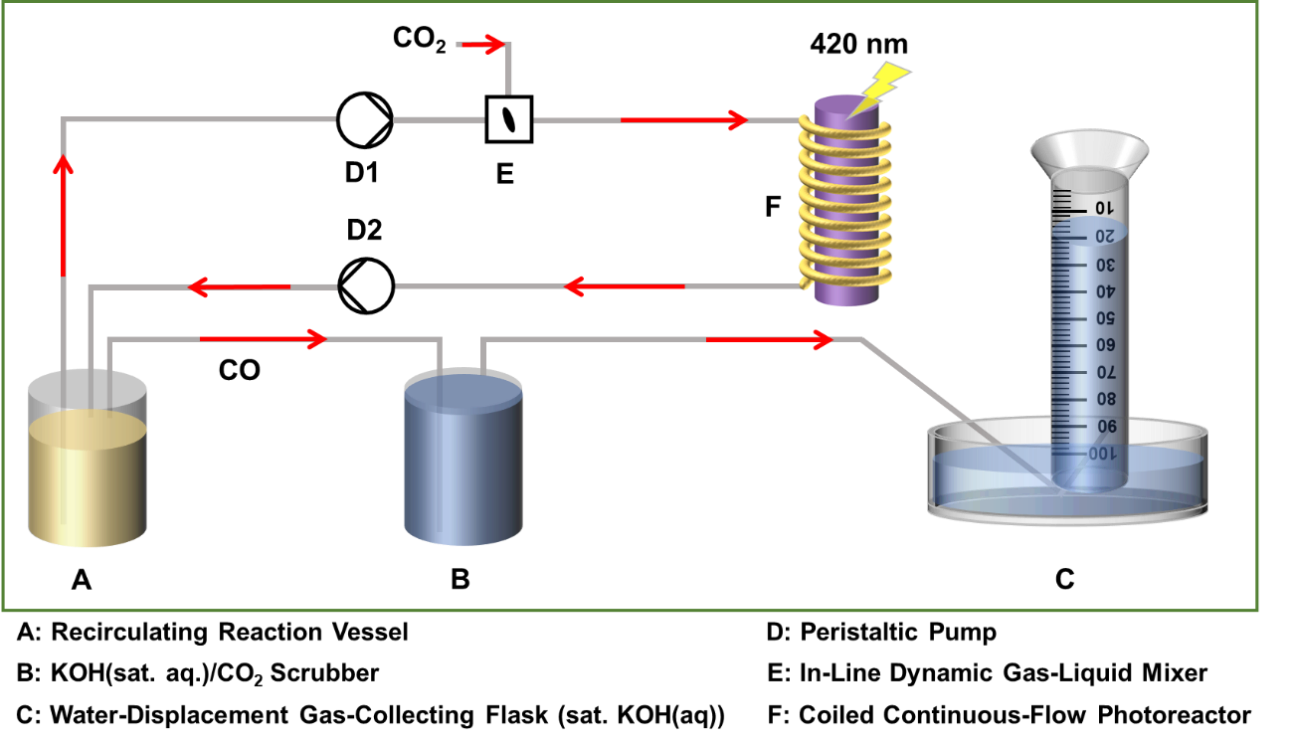 CO₂
420 nm
D1
E
F
D2
CO
10
20
30
40
50
60
70
80
90
100
A
B
C
A: Recirculating Reaction Vessel
D: Peristaltic Pump
B: KOH(sat. aq.)/CO₂ Scrubber
E: In-Line Dynamic Gas-Liquid Mixer
C: Water-Displacement Gas-Collecting Flask (sat. KOH(aq))
F: Coiled Continuous-Flow Photoreactor